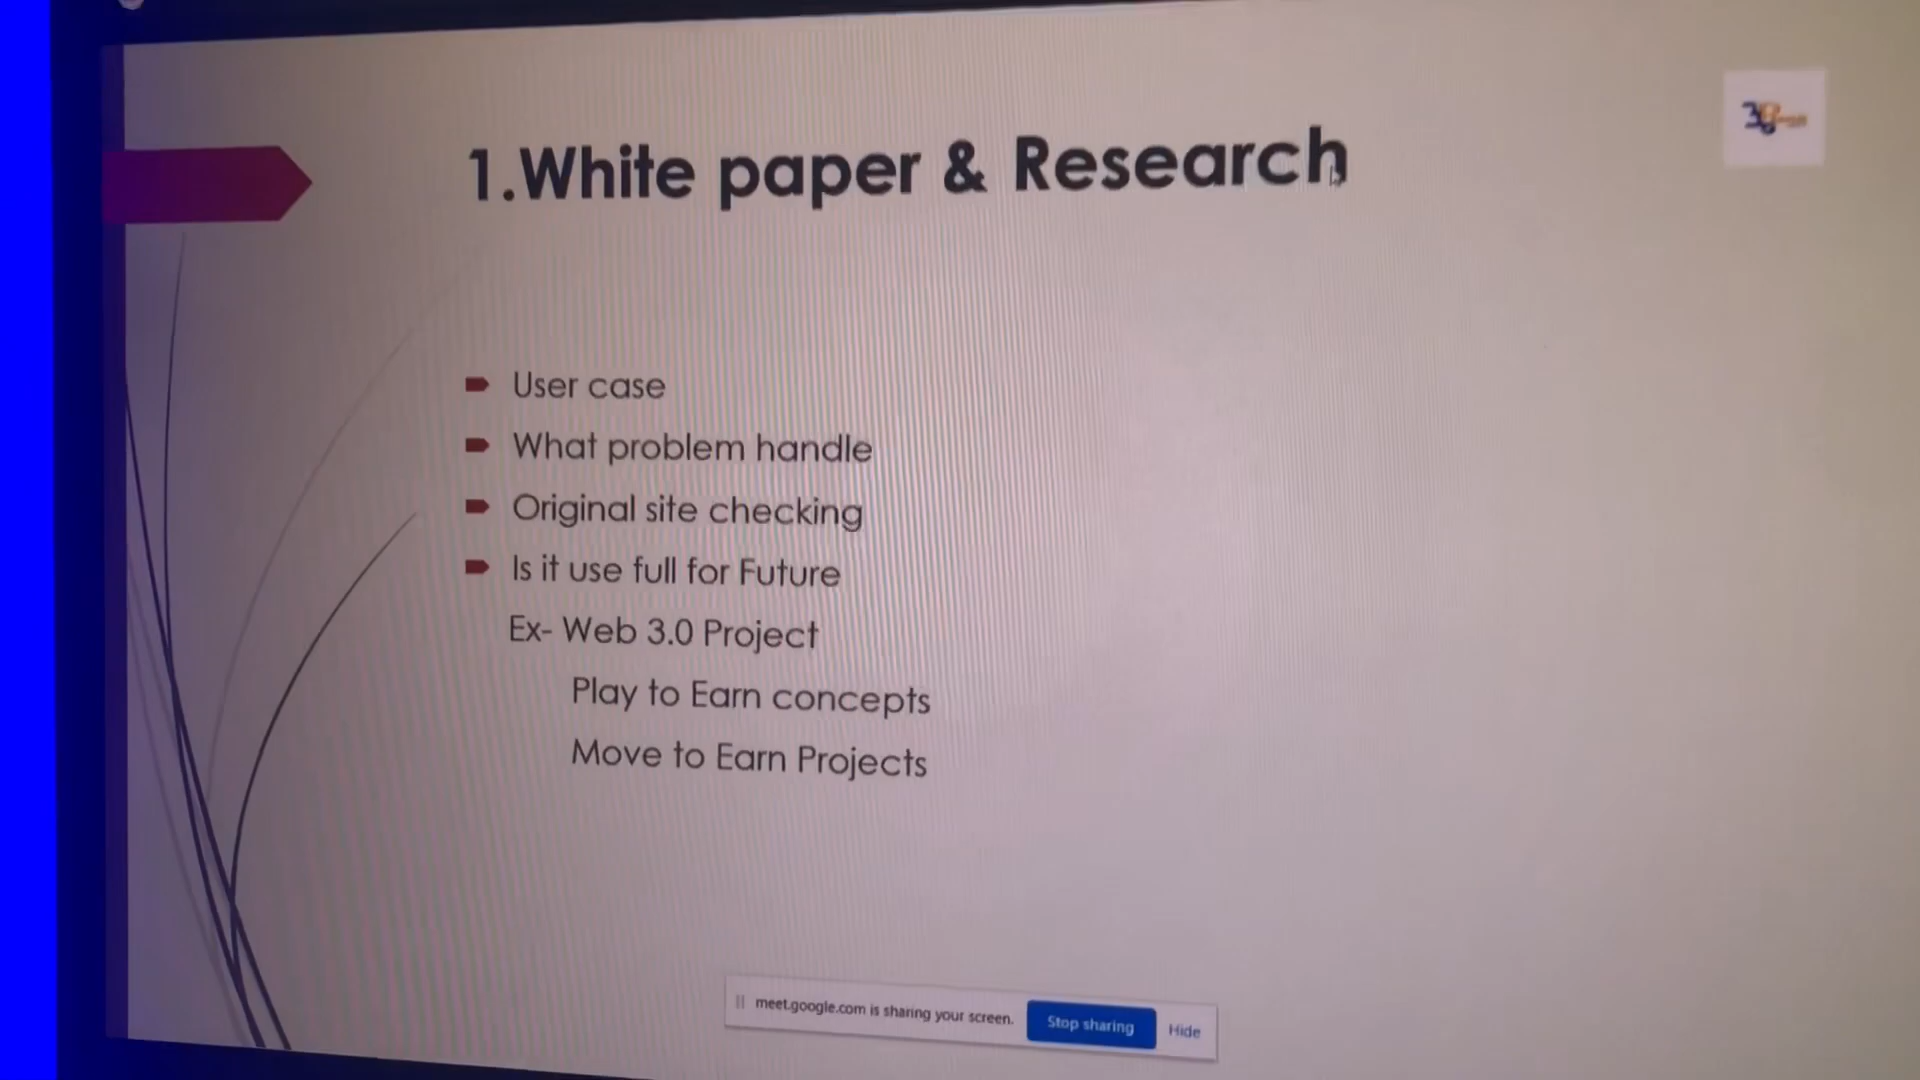 1.White paper & Research
User case
What problem handle
Original site checking
Is it use full for Future
Ex- Web 3.0 Project
Play to Earn concepts
Move to Earn Projects
meet.google.com is sharing your screen. Stop sharing Hide